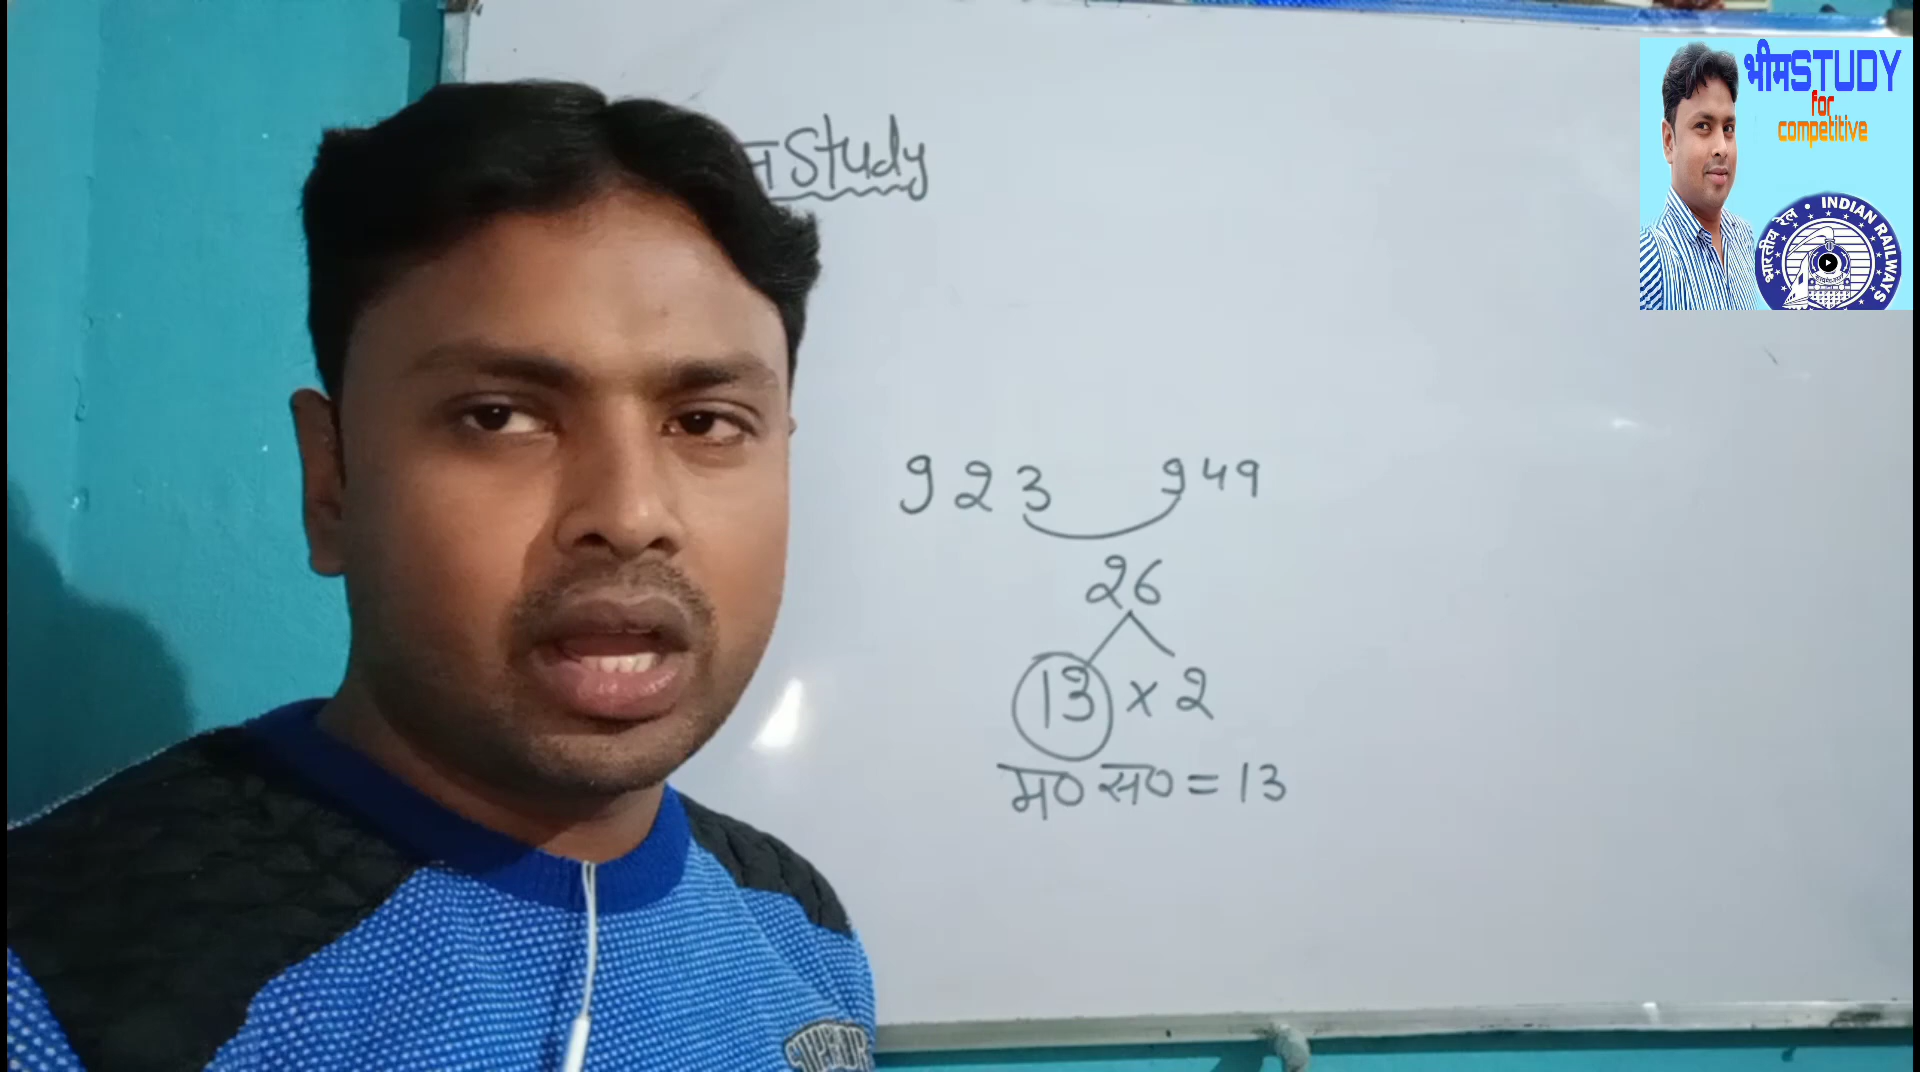 Study
923 949
26
13 x 2
म० स० = 13
भीमSTUDY
for
competitive
भारतीय रेल • INDIAN RAILWAYS